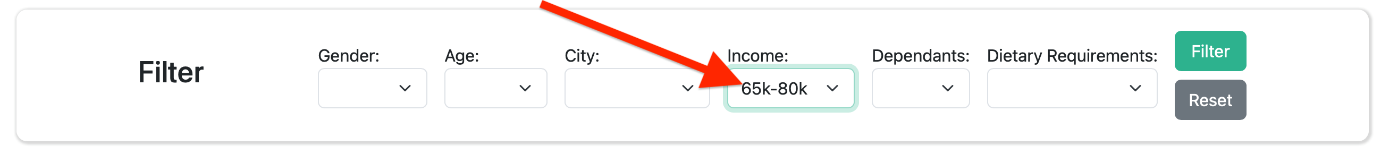 Filter
Gender:
Age:
City:
Income:
65k-80k
Dependants:
Dietary Requirements:
Filter
Reset